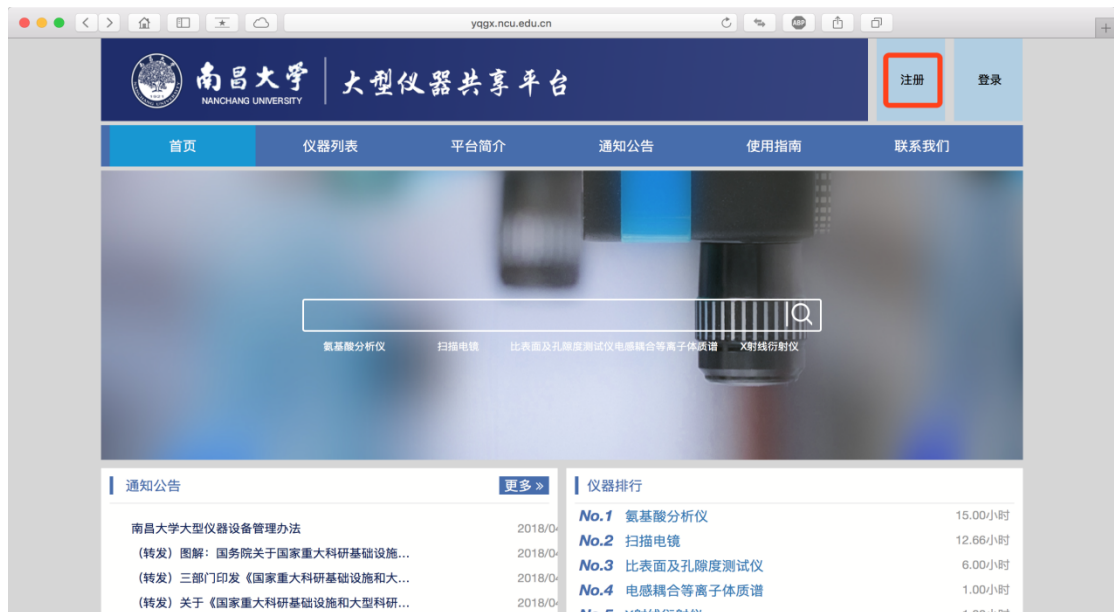 yqgx.ncu.edu.cn
ABP
南昌大学 大型仪器共享平台
NANCHANG UNIVERSITY
注册 登录
首页 仪器列表 平台简介 通知公告 使用指南 联系我们
氨基酸分析仪 扫描电镜 比表面及孔隙度测试仪电感耦合等离子体质谱 X射线衍射仪
通知公告 更多 »
南昌大学大型仪器设备管理办法 2018/04
(转发)图解:国务院关于国家重大科研基础设施... 2018/04
(转发)三部门印发《国家重大科研基础设施和大... 2018/04
(转发)关于《国家重大科研基础设施和大型科研... 2018/04
仪器排行
No.1 氨基酸分析仪 15.00小时
No.2 扫描电镜 12.66小时
No.3 比表面及孔隙度测试仪 6.00小时
No.4 电感耦合等离子体质谱 1.00小时